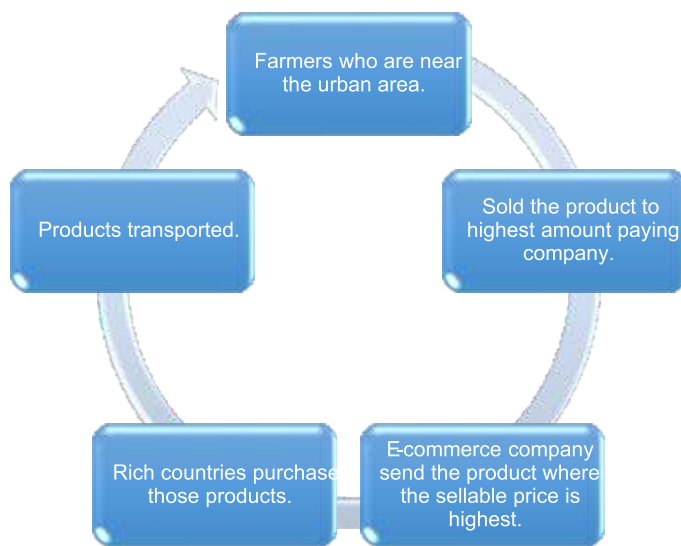 Farmers who are near
the urban area.
Sold the product to
highest amount paying
company.
E-commerce company
send the product where
the sellable price is
highest.
Rich countries purchase
those products.
Products transported.